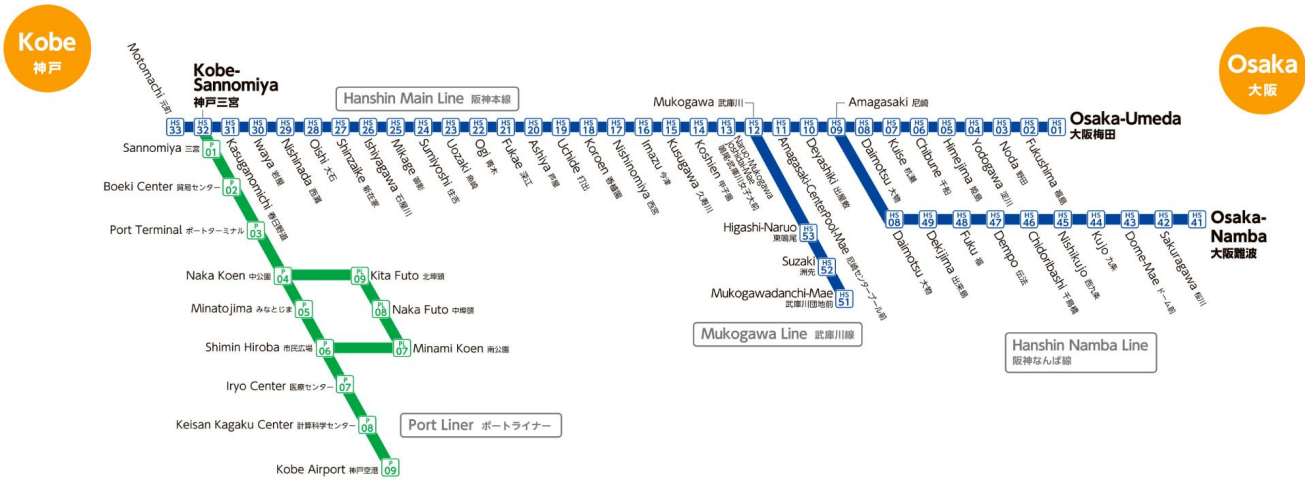 Kobe
神戸
Osaka
大阪
Hanshin Main Line 阪神本線
Motomachi 元町
HS 33
Kobe-
Sannomiya
神戸三宮
HS 32
HS 31
Kasuganomichi 春日野道
HS 30
Iwaya 岩屋
HS 29
Nishinada 西灘
HS 28
Oishi 大石
HS 27
Shinzaike 新在家
HS 26
Ishiyagawa 石屋川
HS 25
Mikage 御影
HS 24
Sumiyoshi 住吉
HS 23
Uozaki 魚崎
HS 22
Ogi 青木
HS 21
Fukae 深江
HS 20
Ashiya 芦屋
HS 19
Uchide 打出
HS 18
Koroen 香櫨園
HS 17
Nishinomiya 西宮
HS 16
Imazu 今津
HS 15
Kusugawa 久寿川
HS 14
Koshien 甲子園
HS 13
Naruo-Mukogawa
Joshidai-Mae
鳴尾・武庫川女子大前
Mukogawa 武庫川
HS 12
HS 11
Amagasaki-CenterPool-Mae 尼崎センタープール前
HS 10
Deyashiki 出屋敷
Amagasaki 尼崎
HS 09
HS 08
Daimotsu 大物
HS 07
Kuise 杭瀬
HS 06
Chibune 千船
HS 05
Himejima 姫島
HS 04
Yodogawa 淀川
HS 03
Noda 野田
HS 02
Fukushima 福島
HS 01
Osaka-Umeda
大阪梅田
HS 08
Daimotsu 大物
HS 49
Dekijima 出来島
HS 48
Fuku 福
HS 47
Dempo 伝法
HS 46
Chidoribashi 千鳥橋
HS 45
Nishikujo 西九条
HS 44
Kujo 九条
HS 43
Dome-Mae ドーム前
HS 42
Sakuragawa 桜川
HS 41
Osaka-
Namba
大阪難波
Hanshin Namba Line
阪神なんば線
Higashi-Naruo
東鳴尾
HS 53
Suzaki
洲先
HS 52
Mukogawadanchi-Mae
武庫川団地前
HS 51
Mukogawa Line 武庫川線
Sannomiya 三宮
P 01
Boeki Center 貿易センター
P 02
Port Terminal ポートターミナル
P 03
Naka Koen 中公園
P 04
PL 09
Kita Futo 北埠頭
Minatojima みなとじま
P 05
PL 08
Naka Futo 中埠頭
Shimin Hiroba 市民広場
P 06
PL 07
Minami Koen 南公園
Iryo Center 医療センター
P 07
Keisan Kagaku Center 計算科学センター
P 08
Kobe Airport 神戸空港
P 09
Port Liner ポートライナー